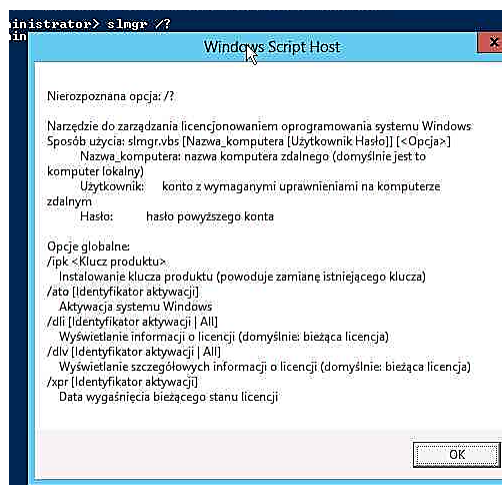 ministrator> slmgr /?
min
Windows Script Host
Nierozpoznana opcja: /?
Narzędzie do zarządzania licencjonowaniem oprogramowania systemu Windows
Sposób użycia: slmgr.vbs [Nazwa_komputera [Użytkownik Hasło]] [<Opcja>]
Nazwa_komputera: nazwa komputera zdalnego (domyślnie jest to
komputer lokalny)
Użytkownik: konto z wymaganymi uprawnieniami na komputerze
zdalnym
Hasło: hasło powyższego konta
Opcje globalne:
/ipk <Klucz produktu>
Instalowanie klucza produktu (powoduje zamianę istniejącego klucza)
/ato [Identyfikator aktywacji]
Aktywacja systemu Windows
/dli [Identyfikator aktywacji | All]
Wyświetlanie informacji o licencji (domyślnie: bieżąca licencja)
/dlv [Identyfikator aktywacji | All]
Wyświetlanie szczegółowych informacji o licencji (domyślnie: bieżąca licencja)
/xpr [Identyfikator aktywacji]
Data wygaśnięcia bieżącego stanu licencji
OK